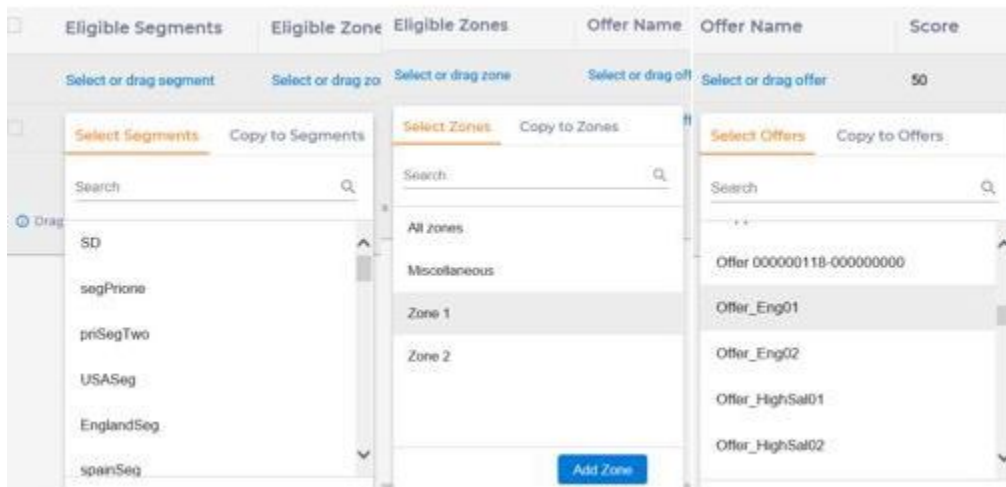 Eligible Segments
Eligible Zone
Select or drag segment
Select or drag zo
Select Segments
Copy to Segments
Search
Drag
SD
segPrione
priSegTwo
USASeg
EnglandSeg
spainSeg
Eligible Zones
Offer Name
Select or drag zone
Select or drag off
Select Zones
Copy to Zones
Search
All zones
Miscellaneous
Zone 1
Zone 2
Add Zone
Offer Name
Score
Select or drag offer
50
Select Offers
Copy to Offers
Search
Offer 000000118-000000000
Offer_Eng01
Offer_Eng02
Offer_HighSal01
Offer_HighSal02